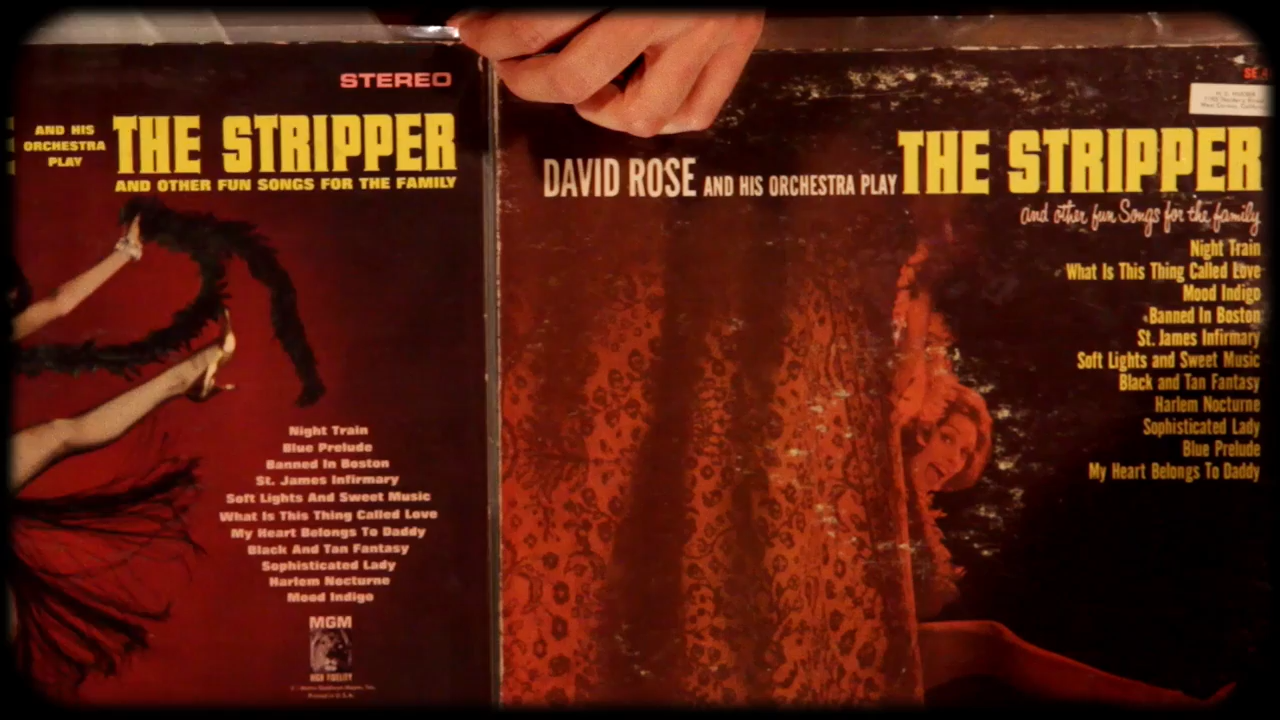 STEREO
AND HIS
ORCHESTRA
PLAY
THE STRIPPER
AND OTHER FUN SONGS FOR THE FAMILY
Night Train
Blue Prelude
Banned In Boston
St. James Infirmary
Soft Lights And Sweet Music
What Is This Thing Called Love
My Heart Belongs To Daddy
Black And Tan Fantasy
Sophisticated Lady
Harlem Nocturne
Mood Indigo
MGM
HIGH FIDELITY
DAVID ROSE AND HIS ORCHESTRA PLAY THE STRIPPER
and other fun Songs for the family
Night Train
What Is This Thing Called Love
Mood Indigo
Banned In Boston
St. James Infirmary
Soft Lights and Sweet Music
Black and Tan Fantasy
Harlem Nocturne
Sophisticated Lady
Blue Prelude
My Heart Belongs To Daddy